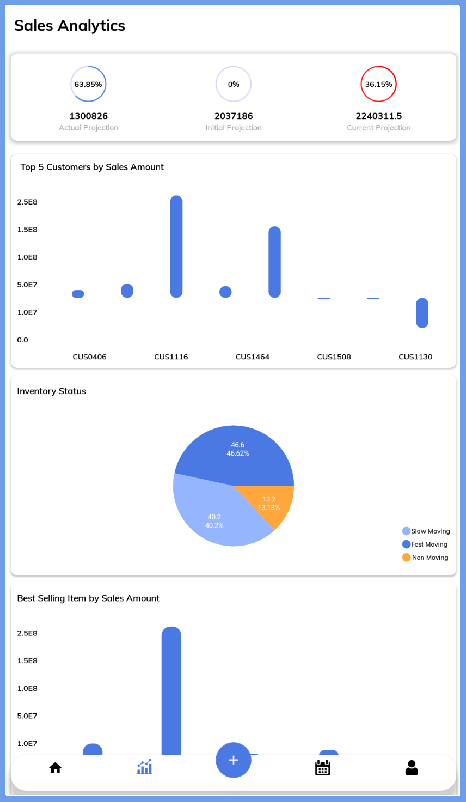 Sales Analytics
63.85%
0%
36.15%
1300826
2037186
2240311.5
Actual Projection
Initial Projection
Current Projection
Top 5 Customers by Sales Amount
2.5E8
1.5E8
1.0E8
5.0E7
1.0E7
0.0
CUS0406
CUS1116
CUS1464
CUS1508
CUS1130
Inventory Status
46.6
46.62%
13.2
13.18%
40.2
40.2%
Slow Moving
Fast Moving
Non Moving
Best Selling Item by Sales Amount
2.5E8
1.5E8
1.0E8
5.0E7
1.0E7